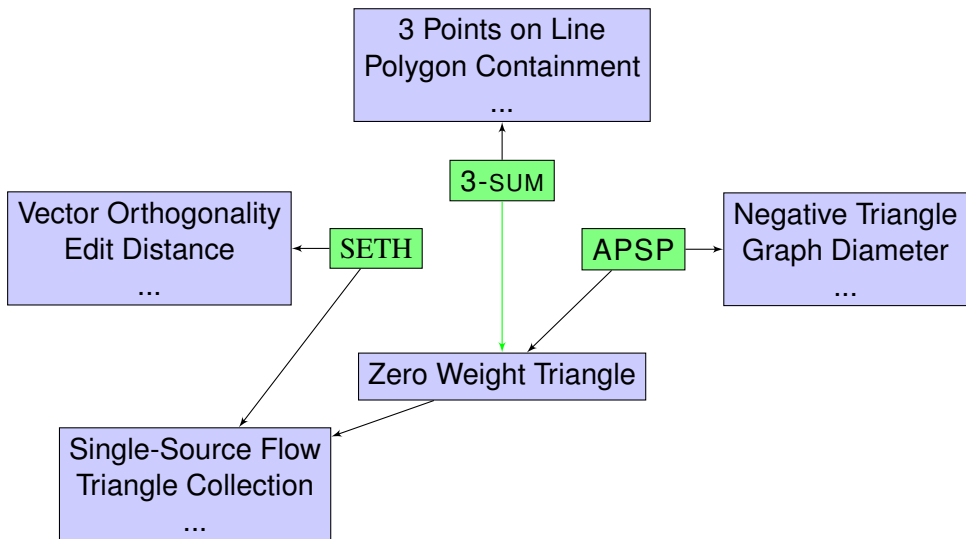 3 Points on Line
Polygon Containment
...
3-SUM
Vector Orthogonality
Edit Distance
...
SETH
APSP
Negative Triangle
Graph Diameter
...
Zero Weight Triangle
Single-Source Flow
Triangle Collection
...